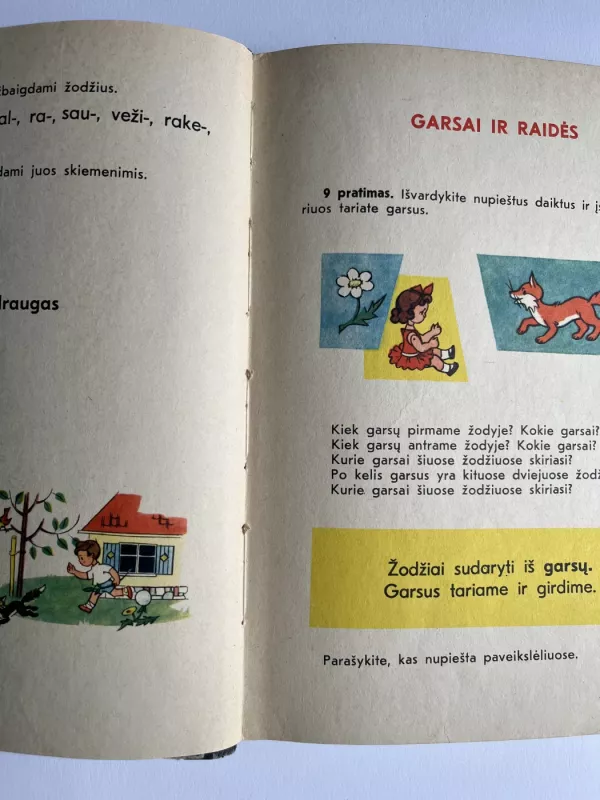 baigdami žodžius.
al-, ra-, sau-, veži-, rake-,
dami juos skiemenimis.
draugas
GARSAI IR RAIDĖS
9 pratimas. Išvardykite nupieštus daiktus ir įs
riuos tariate garsus.
Kiek garsų pirmame žodyje? Kokie garsai?
Kiek garsų antrame žodyje? Kokie garsai?
Kurie garsai šiuose žodžiuose skiriasi?
Po kelis garsus yra kituose dviejuose žodž
Kurie garsai šiuose žodžiuose skiriasi?
Žodžiai sudaryti iš garsų.
Garsus tariame ir girdime.
Parašykite, kas nupiešta paveikslėliuose.